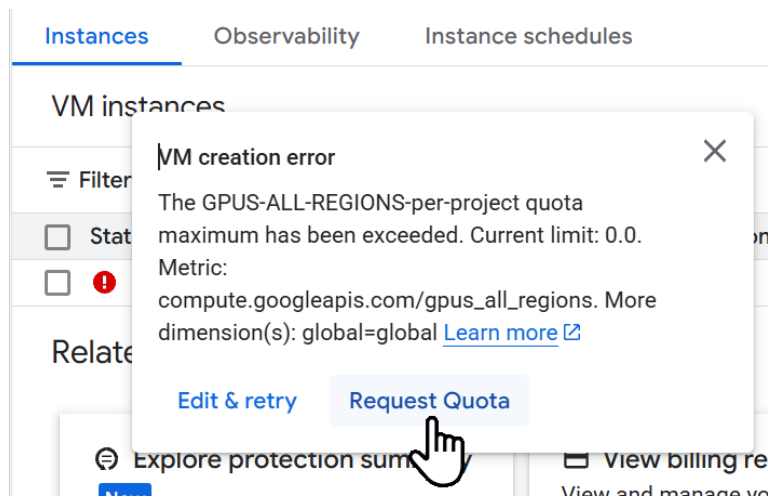 Instances Observability Instance schedules
VM instances
VM creation error
Filter
The GPUS-ALL-REGIONS-per-project quota
Stat
maximum has been exceeded. Current limit: 0.0.
Metric:
compute.googleapis.com/gpus_all_regions. More
dimension(s): global=global Learn more
Relate
Edit & retry Request Quota
Explore protection summary
View billing re
New
View and manage yo